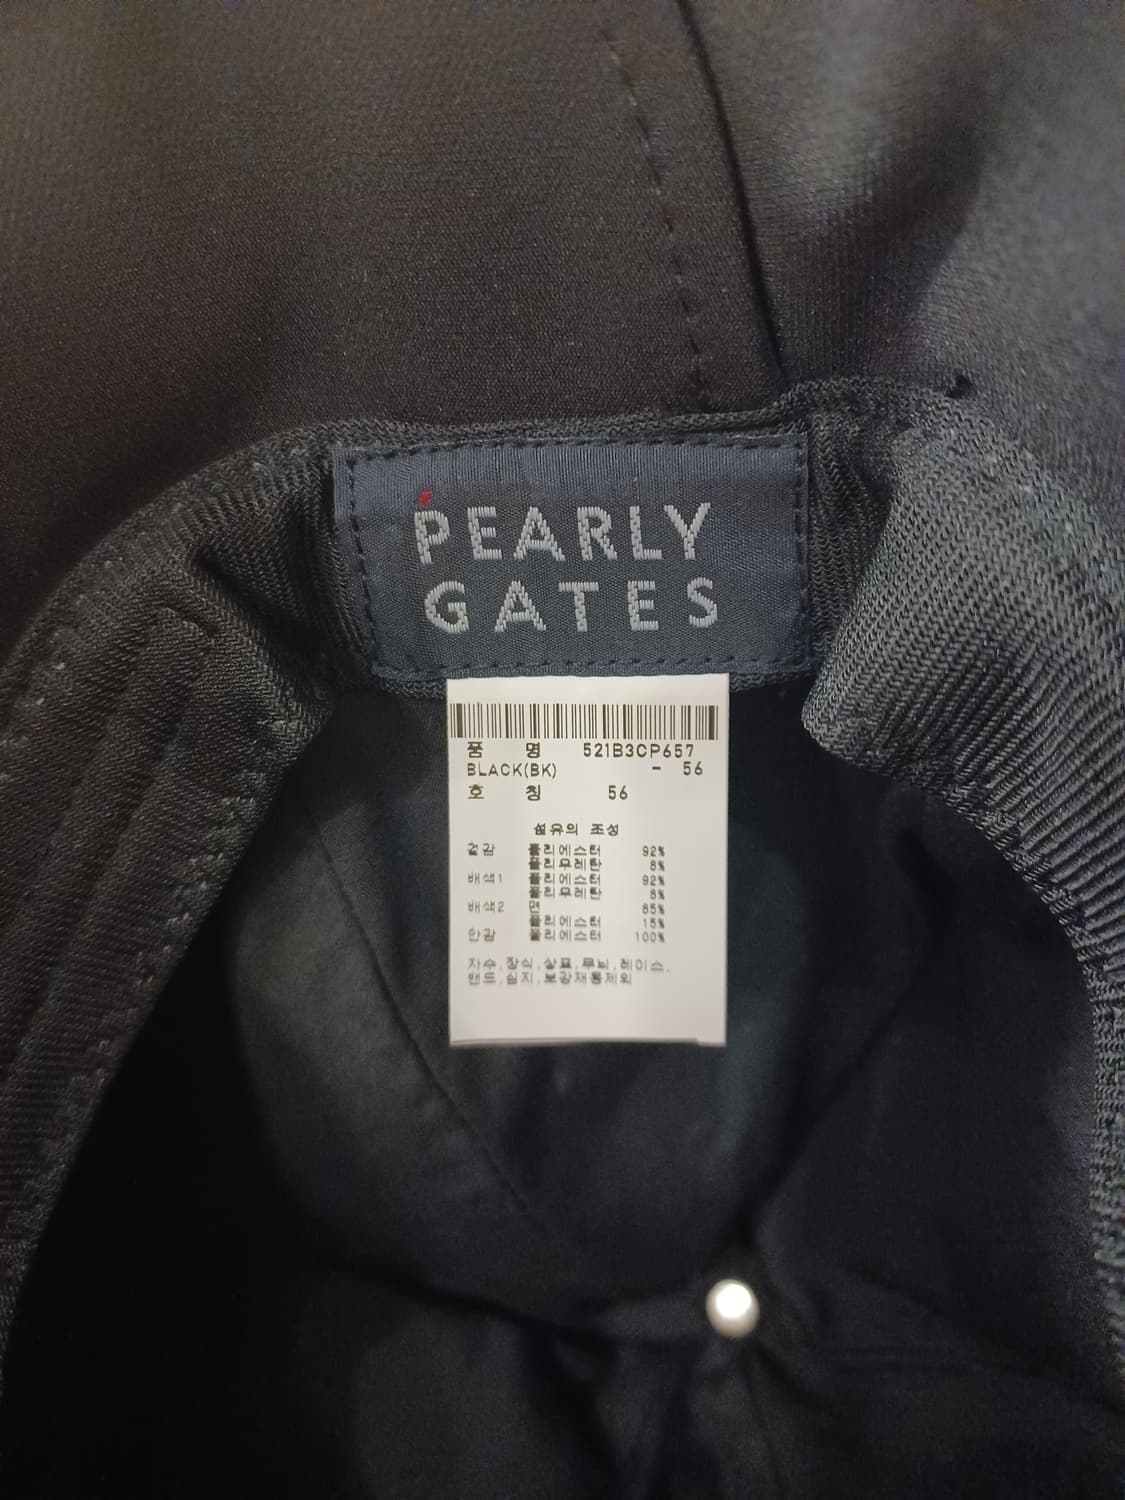 PEARLY
GATES
품 명 521B3CP657
BLACK(BK) - 56
호 칭 56
섬유의 조성
겉감 폴리에스터 92%
폴리우레탄 8%
배색1 폴리에스터 92%
폴리우레탄 8%
배색2 면 85%
폴리에스터 15%
안감 폴리에스터 100%
자수,장식,심파,루브,레이스,
밴드,심지,보강재등제외